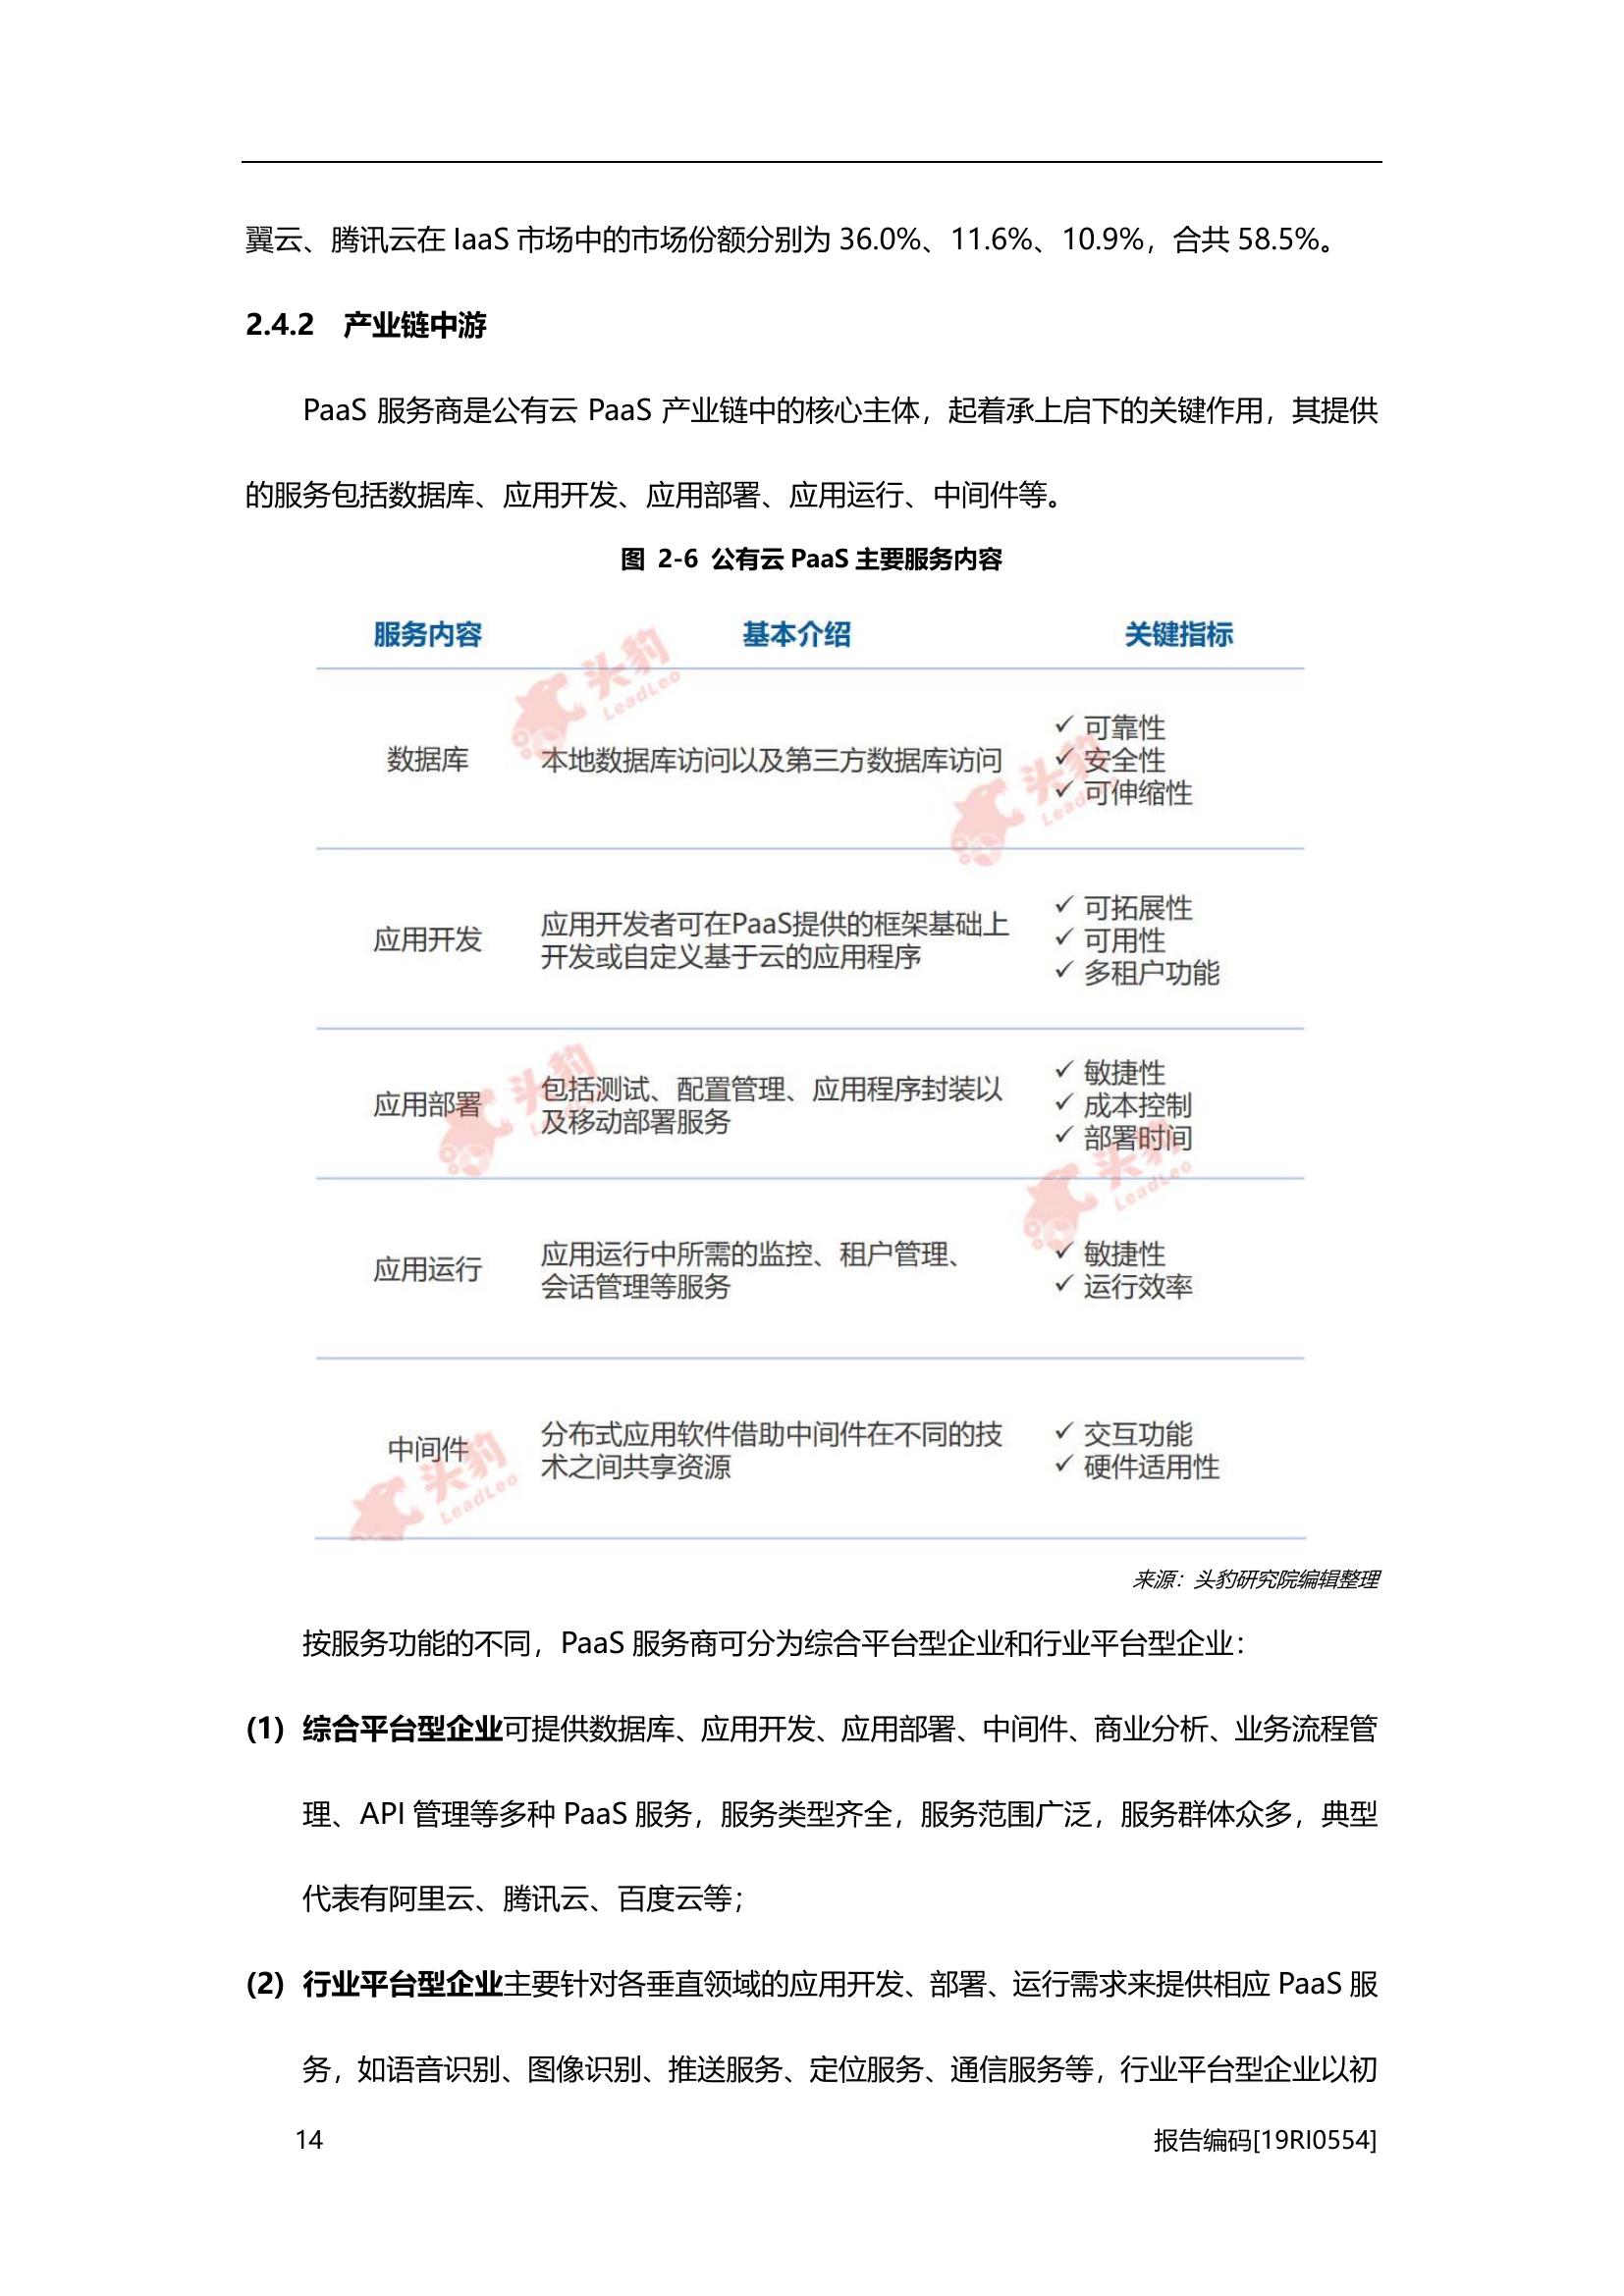 翼云、腾讯云在 IaaS 市场中的市场份额分别为 36.0%、11.6%、10.9%，合共 58.5%。
2.4.2 产业链中游
PaaS 服务商是公有云 PaaS 产业链中的核心主体，起着承上启下的关键作用，其提供
的服务包括数据库、应用开发、应用部署、应用运行、中间件等。
图 2-6 公有云 PaaS 主要服务内容
服务内容 基本介绍 关键指标
数据库 本地数据库访问以及第三方数据库访问
✓ 可靠性
✓ 安全性
✓ 可伸缩性
应用开发
应用开发者可在PaaS提供的框架基础上
开发或自定义基于云的应用程序
✓ 可拓展性
✓ 可用性
✓ 多租户功能
应用部署
包括测试、配置管理、应用程序封装以
及移动部署服务
✓ 敏捷性
✓ 成本控制
✓ 部署时间
应用运行
应用运行中所需的监控、租户管理、
会话管理等服务
✓ 敏捷性
✓ 运行效率
中间件
分布式应用软件借助中间件在不同的技
术之间共享资源
✓ 交互功能
✓ 硬件适用性
头豹
LeadLeo
头豹
LeadLeo
头豹
头豹
LeadLeo
头豹
LeadLeo
来源：头豹研究院编辑整理
按服务功能的不同，PaaS 服务商可分为综合平台型企业和行业平台型企业：
(1) 综合平台型企业可提供数据库、应用开发、应用部署、中间件、商业分析、业务流程管
理、API 管理等多种 PaaS 服务，服务类型齐全，服务范围广泛，服务群体众多，典型
代表有阿里云、腾讯云、百度云等；
(2) 行业平台型企业主要针对各垂直领域的应用开发、部署、运行需求来提供相应 PaaS 服
务，如语音识别、图像识别、推送服务、定位服务、通信服务等，行业平台型企业以初
14 报告编码[19RI0554]